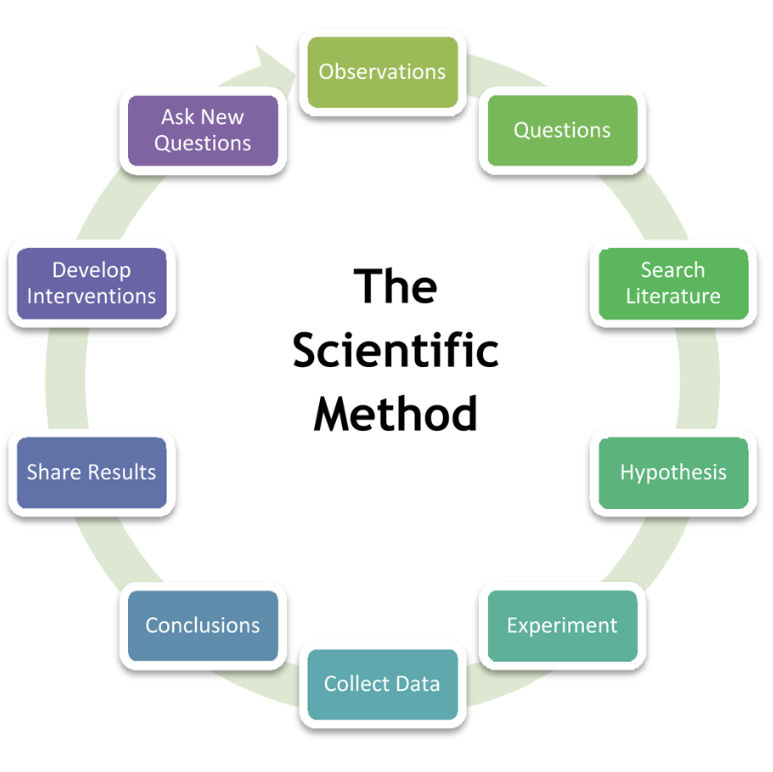 Observations
Questions
Search
Literature
Hypothesis
Experiment
Collect Data
Conclusions
Share Results
Develop
Interventions
Ask New
Questions
The
Scientific
Method